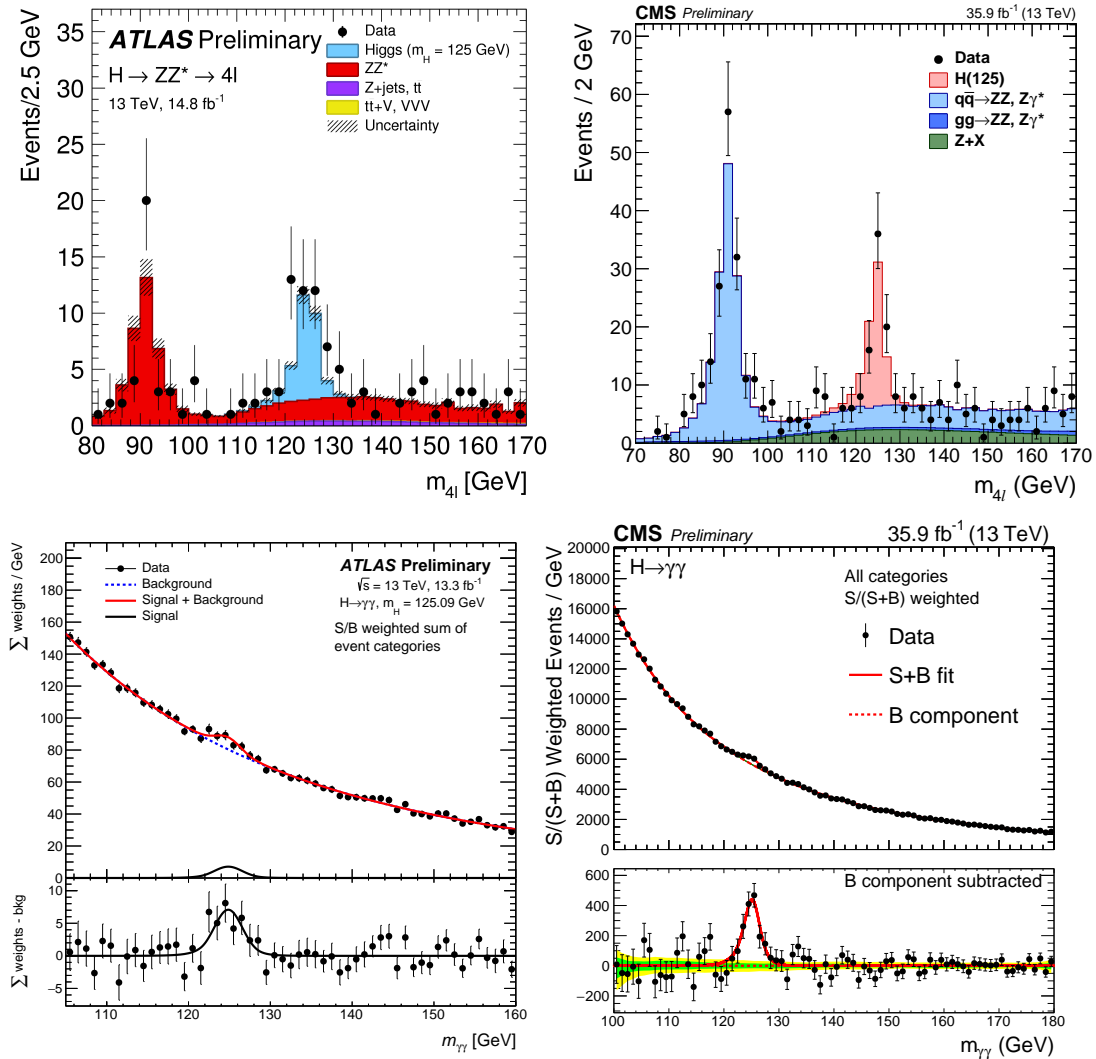 ATLAS Preliminary
H → ZZ* → 4l
13 TeV, 14.8 fb⁻¹
Data
Higgs (m_H = 125 GeV)
ZZ*
Z+jets, tt
tt+V, VVV
Uncertainty
Events/2.5 GeV
35
30
25
20
15
10
5
0
80 90 100 110 120 130 140 150 160 170
m_4l [GeV]
CMS Preliminary
35.9 fb⁻¹ (13 TeV)
Data
H(125)
qq̅→ZZ, Zγ*
gg→ZZ, Zγ*
Z+X
Events / 2 GeV
70
60
50
40
30
20
10
0
70 80 90 100 110 120 130 140 150 160 170
m_4l (GeV)
ATLAS Preliminary
√s = 13 TeV, 13.3 fb⁻¹
H→γγ, m_H = 125.09 GeV
S/B weighted sum of
event categories
Data
Background
Signal + Background
Signal
∑ weights / GeV
200
180
160
140
120
100
80
60
40
20
0
∑ weights - bkg
10
5
0
−5
110 120 130 140 150 160
m_γγ [GeV]
CMS Preliminary
35.9 fb⁻¹ (13 TeV)
H→γγ
All categories
S/(S+B) weighted
Data
S+B fit
B component
S/(S+B) Weighted Events / GeV
20000
18000
16000
14000
12000
10000
8000
6000
4000
2000
0
B component subtracted
600
400
200
0
−200
100 110 120 130 140 150 160 170 180
m_γγ (GeV)